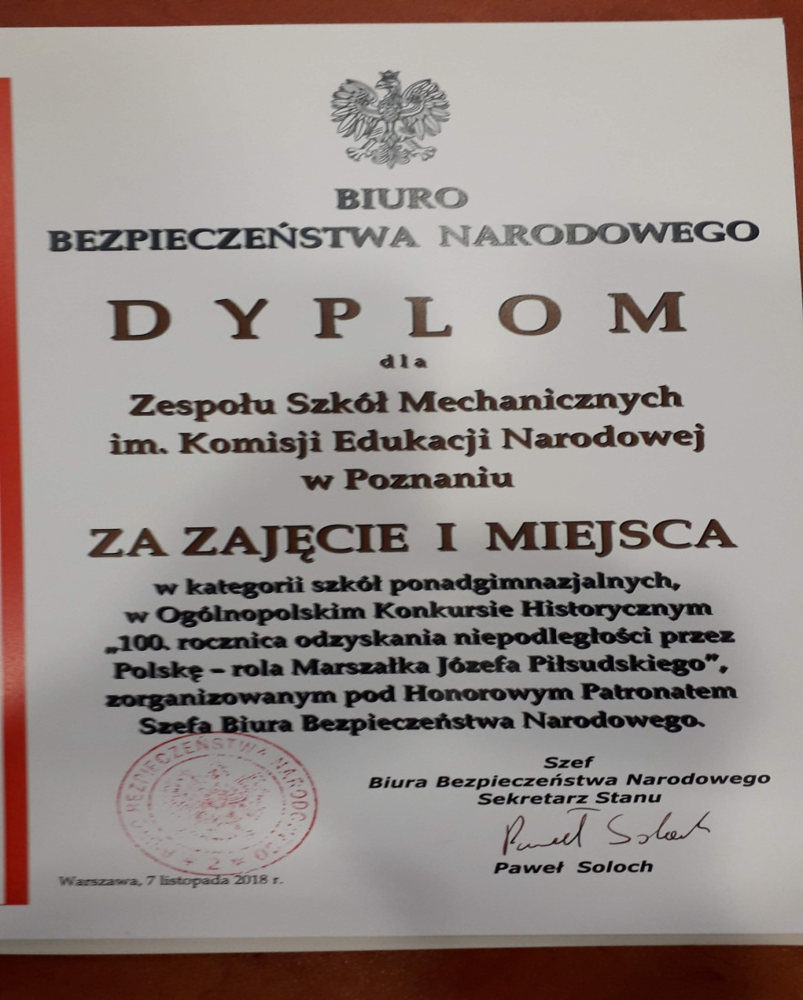 BIURO
BEZPIECZEŃSTWA NARODOWEGO
DYPLOM
dla
Zespołu Szkół Mechanicznych
im. Komisji Edukacji Narodowej
w Poznaniu
ZA ZAJĘCIE I MIEJSCA
w kategorii szkół ponadgimnazjalnych,
w Ogólnopolskim Konkursie Historycznym
„100. rocznica odzyskania niepodległości przez
Polskę – rola Marszałka Józefa Piłsudskiego”,
zorganizowanym pod Honorowym Patronatem
Szefa Biura Bezpieczeństwa Narodowego.
BIURO BEZPIECZEŃSTWA NARODOWEGO * 2 *
Szef
Biura Bezpieczeństwa Narodowego
Sekretarz Stanu
Paweł Soloch
Paweł Soloch
Warszawa, 7 listopada 2018 r.